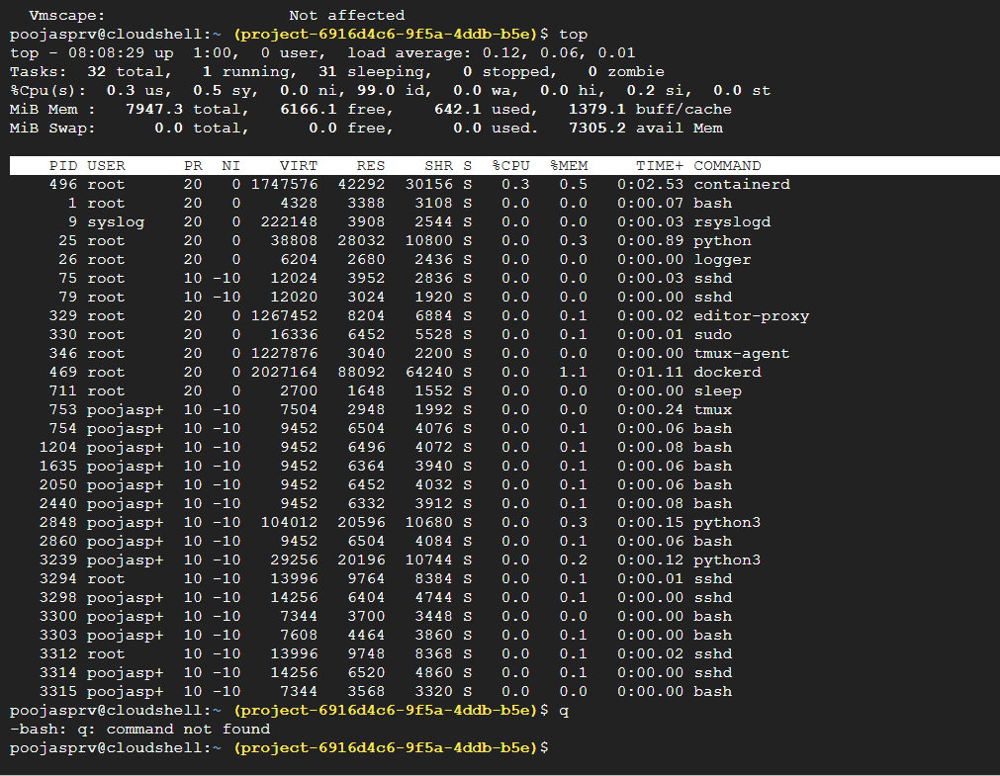 Vmscape:                   Not affected
poojasprv@cloudshell:~ (project-6916d4c6-9f5a-4ddb-b5e)$ top
top - 08:08:29 up  1:00,  0 user,  load average: 0.12, 0.06, 0.01
Tasks:  32 total,   1 running,  31 sleeping,   0 stopped,   0 zombie
%Cpu(s):  0.3 us,  0.5 sy,  0.0 ni, 99.0 id,  0.0 wa,  0.0 hi,  0.2 si,  0.0 st
MiB Mem :   7947.3 total,   6166.1 free,    642.1 used,   1379.1 buff/cache
MiB Swap:      0.0 total,      0.0 free,      0.0 used.   7305.2 avail Mem
PID USER      PR  NI    VIRT    RES    SHR S  %CPU  %MEM     TIME+ COMMAND
496 root      20   0 1747576  42292  30156 S   0.3   0.5   0:02.53 containerd
1 root      20   0    4328   3388   3108 S   0.0   0.0   0:00.07 bash
9 syslog    20   0  222148   3908   2544 S   0.0   0.0   0:00.03 rsyslogd
25 root      20   0   38808  28032  10800 S   0.0   0.3   0:00.89 python
26 root      20   0    6204   2680   2436 S   0.0   0.0   0:00.00 logger
75 root      10 -10   12024   3952   2836 S   0.0   0.0   0:00.03 sshd
79 root      10 -10   12020   3024   1920 S   0.0   0.0   0:00.00 sshd
329 root      20   0 1267452   8204   6884 S   0.0   0.1   0:00.02 editor-proxy
330 root      20   0   16336   6452   5528 S   0.0   0.1   0:00.01 sudo
346 root      20   0 1227876   3040   2200 S   0.0   0.0   0:00.00 tmux-agent
469 root      20   0 2027164  88092  64240 S   0.0   1.1   0:01.11 dockerd
711 root      20   0    2700   1648   1552 S   0.0   0.0   0:00.00 sleep
753 poojasp+  10 -10    7504   2948   1992 S   0.0   0.0   0:00.24 tmux
754 poojasp+  10 -10    9452   6504   4076 S   0.0   0.1   0:00.06 bash
1204 poojasp+  10 -10    9452   6496   4072 S   0.0   0.1   0:00.08 bash
1635 poojasp+  10 -10    9452   6364   3940 S   0.0   0.1   0:00.06 bash
2050 poojasp+  10 -10    9452   6452   4032 S   0.0   0.1   0:00.06 bash
2440 poojasp+  10 -10    9452   6332   3912 S   0.0   0.1   0:00.08 bash
2848 poojasp+  10 -10  104012  20596  10680 S   0.0   0.3   0:00.15 python3
2860 poojasp+  10 -10    9452   6504   4084 S   0.0   0.1   0:00.06 bash
3239 poojasp+  10 -10   29256  20196  10744 S   0.0   0.2   0:00.12 python3
3294 root      10 -10   13996   9764   8384 S   0.0   0.1   0:00.01 sshd
3298 poojasp+  10 -10   14256   6404   4744 S   0.0   0.1   0:00.00 sshd
3300 poojasp+  10 -10    7344   3700   3448 S   0.0   0.0   0:00.00 bash
3303 poojasp+  10 -10    7608   4464   3860 S   0.0   0.1   0:00.00 bash
3312 root      10 -10   13996   9748   8368 S   0.0   0.1   0:00.02 sshd
3314 poojasp+  10 -10   14256   6520   4860 S   0.0   0.1   0:00.00 sshd
3315 poojasp+  10 -10    7344   3568   3320 S   0.0   0.0   0:00.00 bash
poojasprv@cloudshell:~ (project-6916d4c6-9f5a-4ddb-b5e)$ q
-bash: q: command not found
poojasprv@cloudshell:~ (project-6916d4c6-9f5a-4ddb-b5e)$